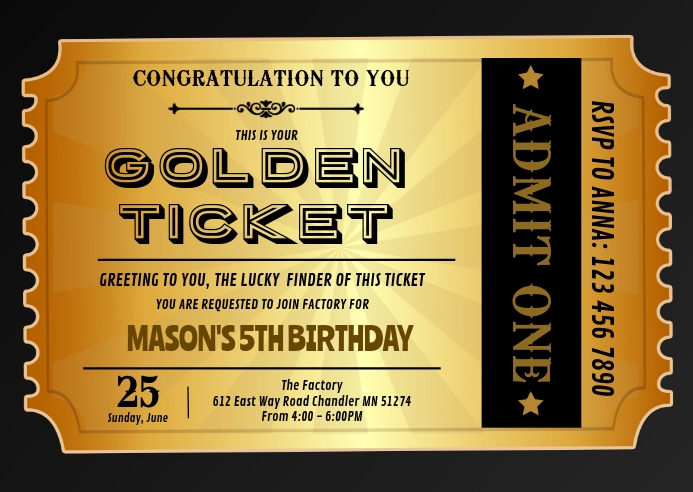 CONGRATULATION TO YOU
THIS IS YOUR
GOLDEN
TICKET
GREETING TO YOU, THE LUCKY FINDER OF THIS TICKET
YOU ARE REQUESTED TO JOIN FACTORY FOR
MASON'S 5TH BIRTHDAY
25
Sunday, June
The Factory
612 East Way Road Chandler MN 51274
From 4:00 - 6:00PM
ADMIT ONE
RSVP TO ANNA: 123 456 7890